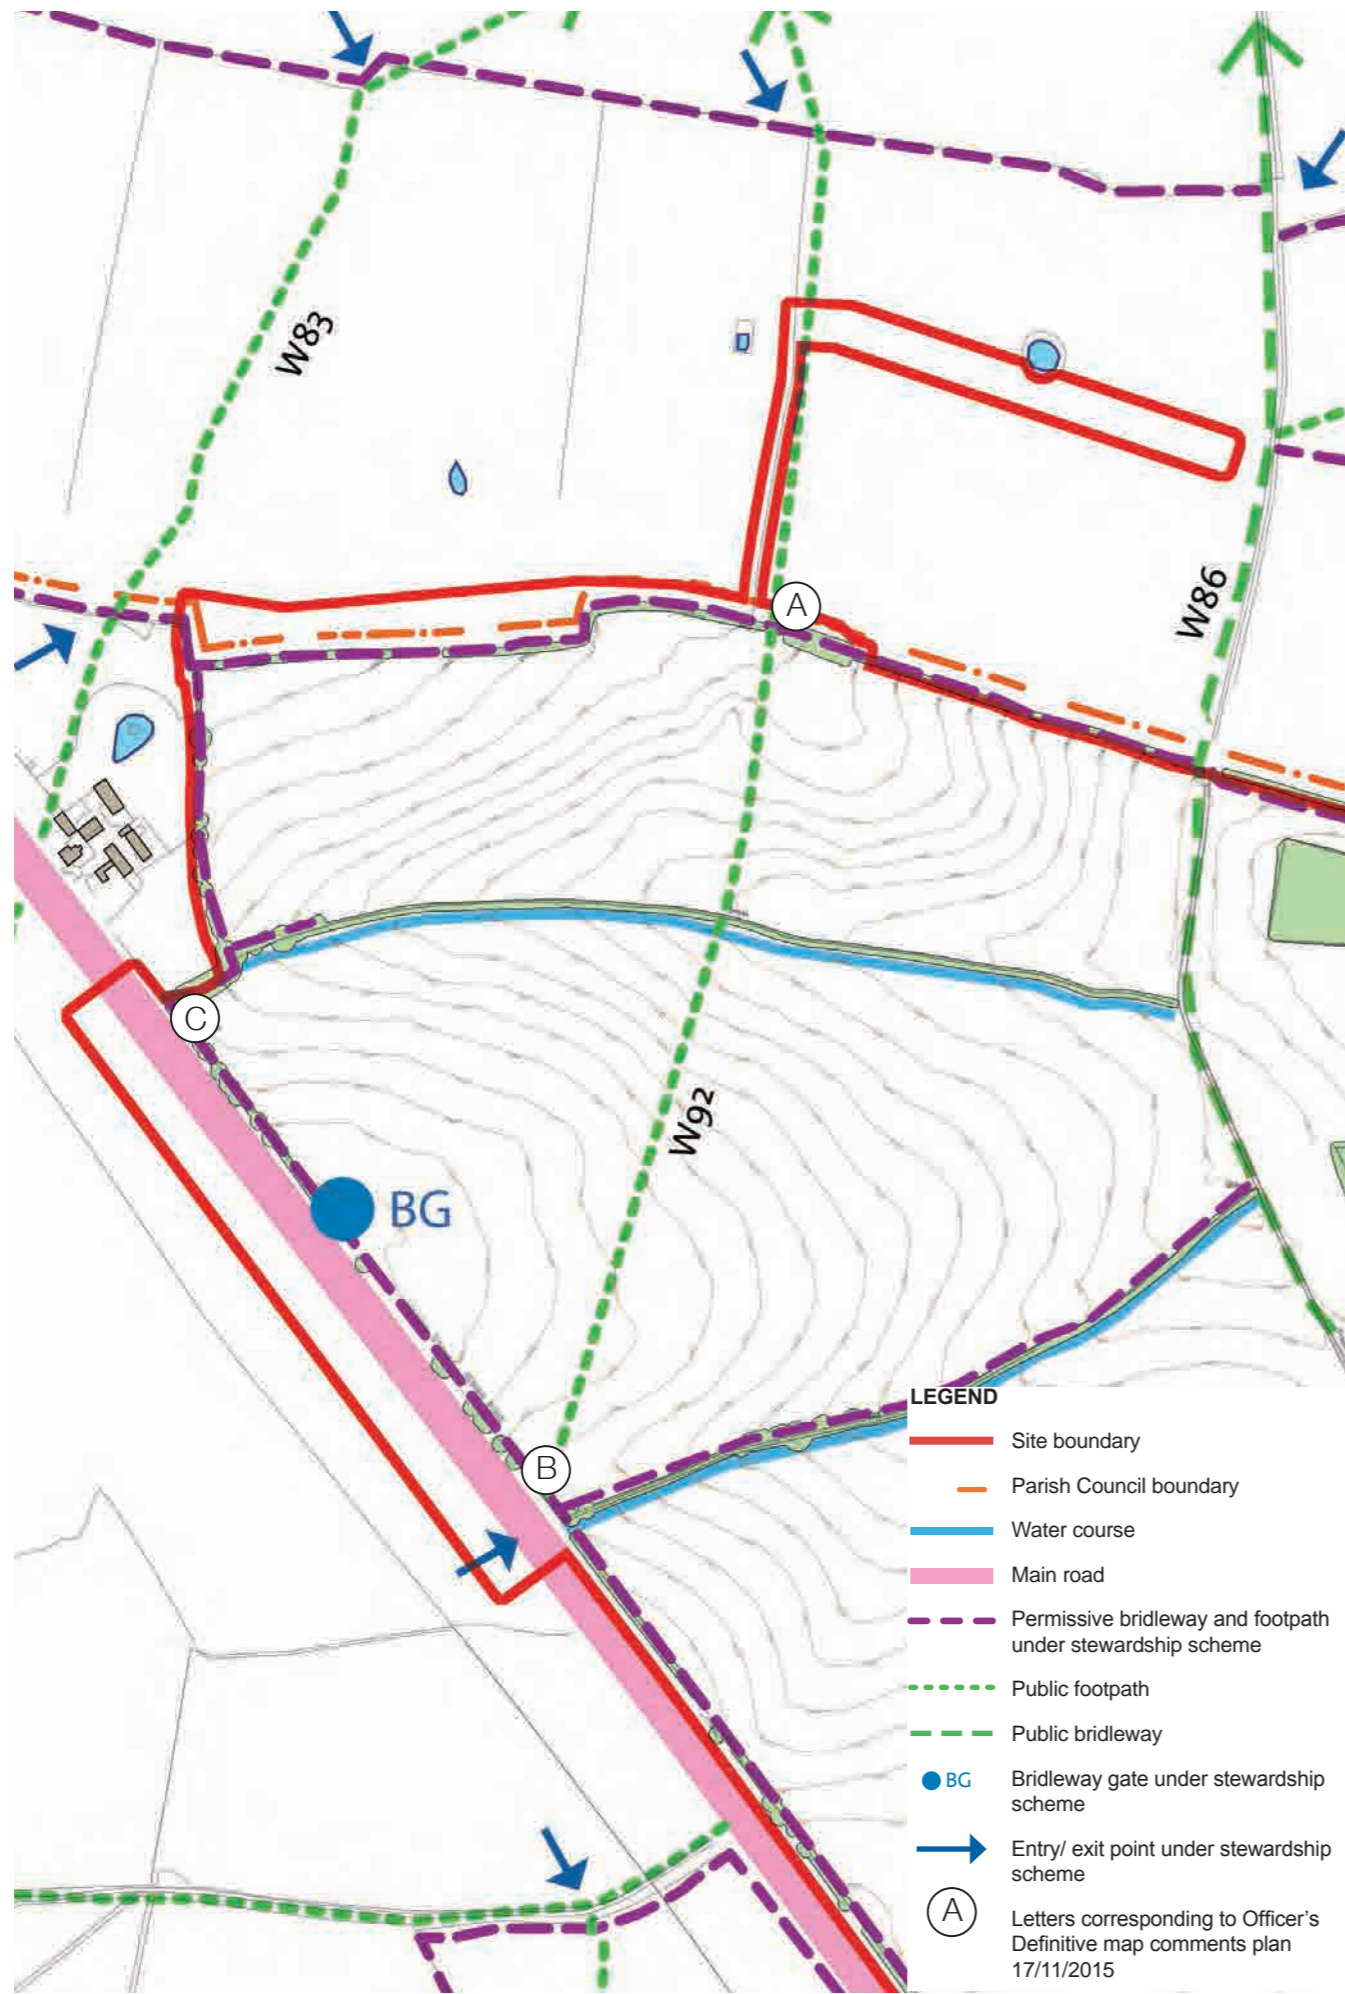 W83
W86
A
C
W92
BG
B
LEGEND
Site boundary
Parish Council boundary
Water course
Main road
Permissive bridleway and footpath
under stewardship scheme
Public footpath
Public bridleway
BG
Bridleway gate under stewardship
scheme
Entry/ exit point under stewardship
scheme
A
Letters corresponding to Officer’s
Definitive map comments plan
17/11/2015